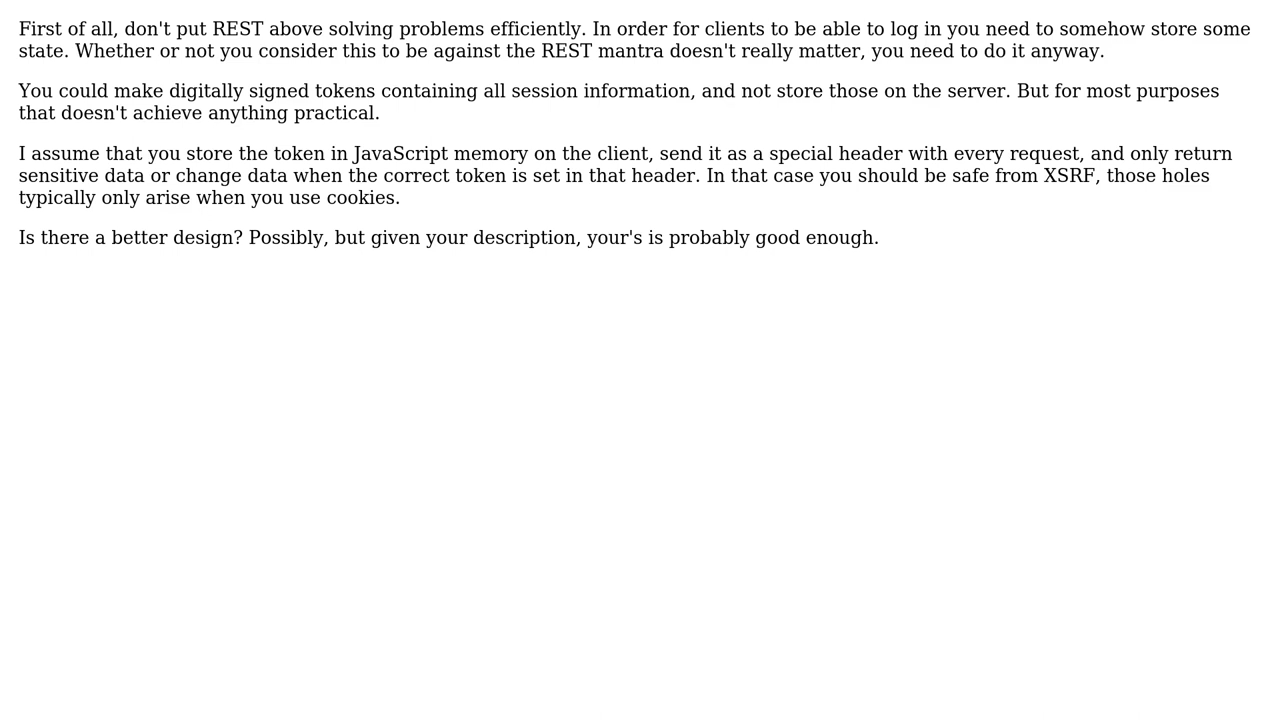 First of all, don't put REST above solving problems efficiently. In order for clients to be able to log in you need to somehow store some
state. Whether or not you consider this to be against the REST mantra doesn't really matter, you need to do it anyway.
You could make digitally signed tokens containing all session information, and not store those on the server. But for most purposes
that doesn't achieve anything practical.
I assume that you store the token in JavaScript memory on the client, send it as a special header with every request, and only return
sensitive data or change data when the correct token is set in that header. In that case you should be safe from XSRF, those holes
typically only arise when you use cookies.
Is there a better design? Possibly, but given your description, your's is probably good enough.